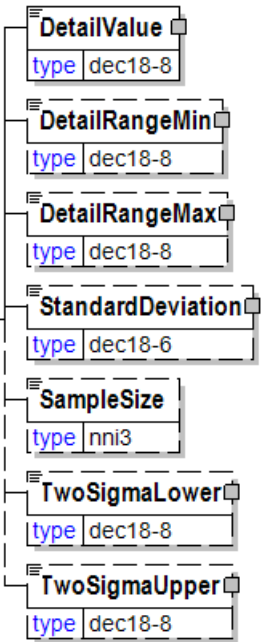 DetailValue
type dec18-8
DetailRangeMin
type dec18-8
DetailRangeMax
type dec18-8
StandardDeviation
type dec18-6
SampleSize
type nni3
TwoSigmaLower
type dec18-8
TwoSigmaUpper
type dec18-8